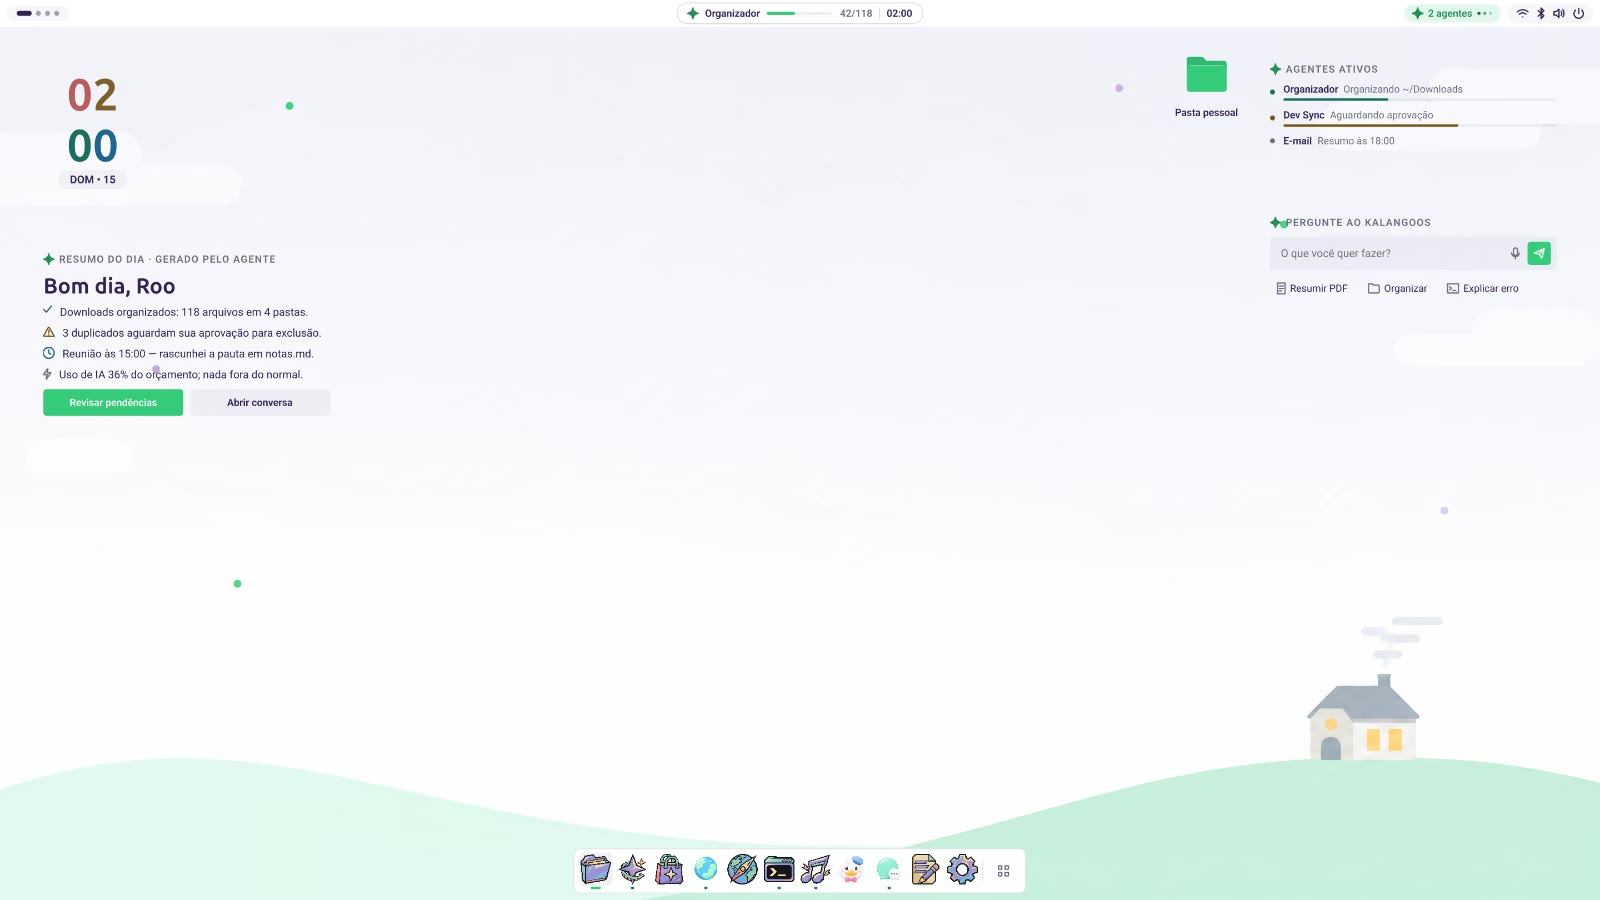 Organizador 42/118 02:00
2 agentes
02
00
DOM • 15
RESUMO DO DIA · GERADO PELO AGENTE
Bom dia, Roo
Downloads organizados: 118 arquivos em 4 pastas.
3 duplicados aguardam sua aprovação para exclusão.
Reunião às 15:00 — rascunhei a pauta em notas.md.
Uso de IA 36% do orçamento; nada fora do normal.
Revisar pendências
Abrir conversa
Pasta pessoal
AGENTES ATIVOS
Organizador Organizando ~/Downloads
Dev Sync Aguardando aprovação
E-mail Resumo às 18:00
PERGUNTE AO KALANGOOS
O que você quer fazer?
Resumir PDF
Organizar
Explicar erro